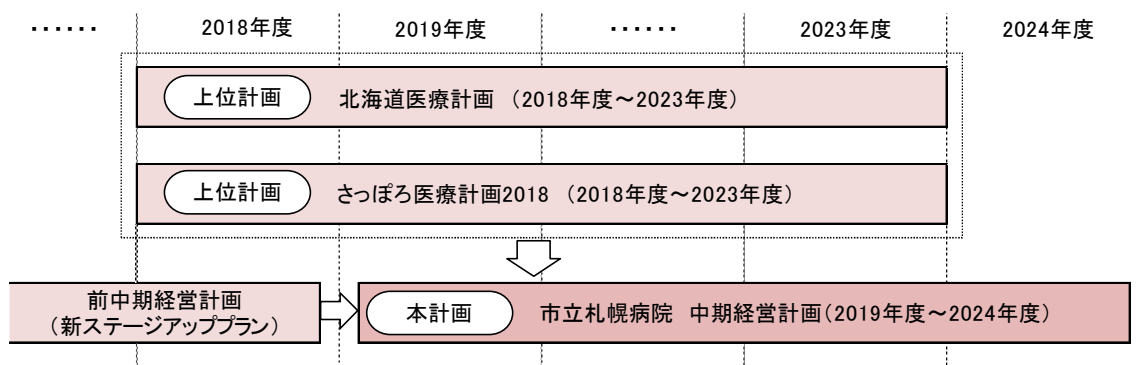 ‥‥‥ 2018年度 2019年度 ‥‥‥ 2023年度 2024年度
上位計画 北海道医療計画 （2018年度～2023年度）
上位計画 さっぽろ医療計画2018 （2018年度～2023年度）
前中期経営計画
（新ステージアッププラン）
本計画 市立札幌病院 中期経営計画（2019年度～2024年度）